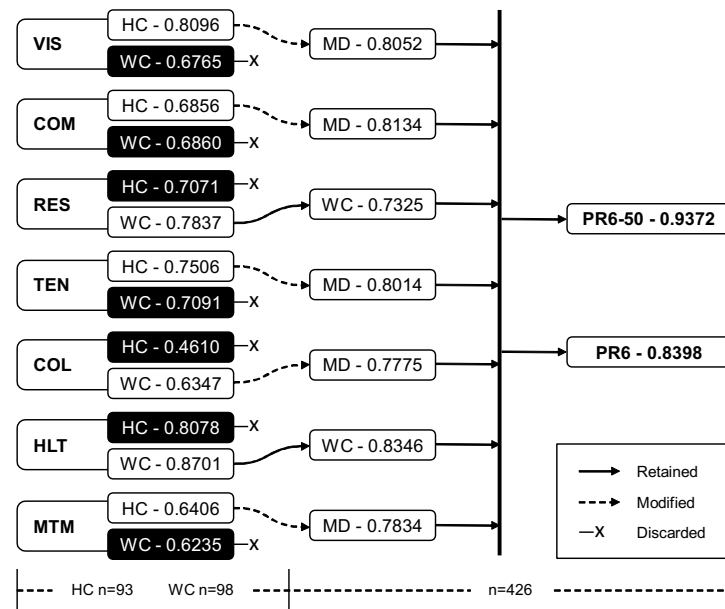 VIS
HC - 0.8096
WC - 0.6765
X
MD - 0.8052
COM
HC - 0.6856
WC - 0.6860
X
MD - 0.8134
RES
HC - 0.7071
X
WC - 0.7837
WC - 0.7325
TEN
HC - 0.7506
WC - 0.7091
X
MD - 0.8014
COL
HC - 0.4610
X
WC - 0.6347
MD - 0.7775
HLT
HC - 0.8078
X
WC - 0.8701
WC - 0.8346
MTM
HC - 0.6406
WC - 0.6235
X
MD - 0.7834
PR6-50 - 0.9372
PR6 - 0.8398
Retained
Modified
X Discarded
HC n=93 WC n=98 n=426